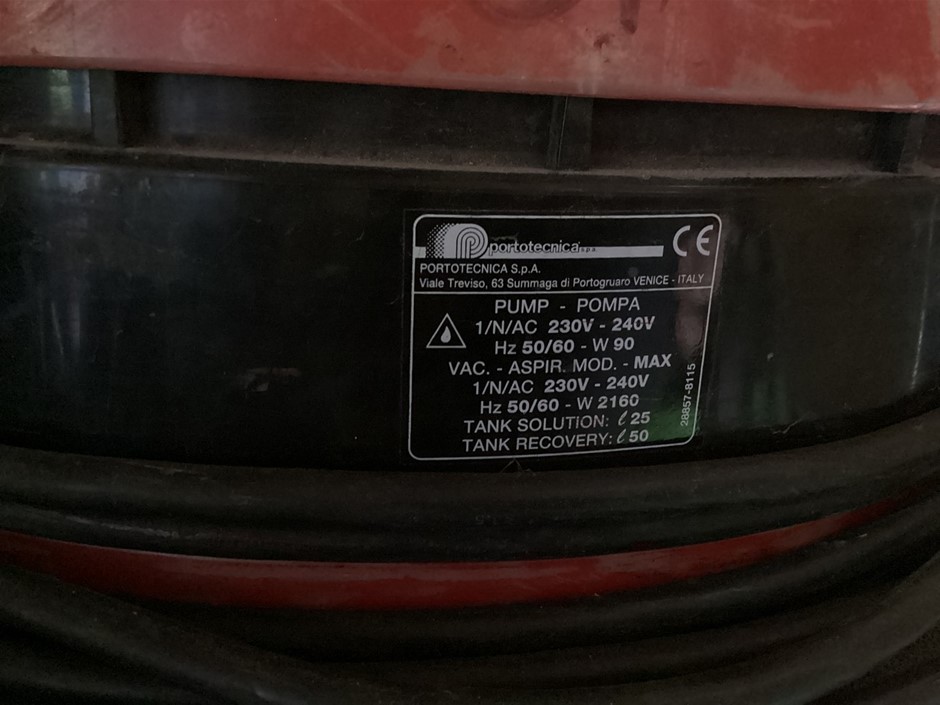 portotecnica s.p.a.
CE
PORTOTECNICA S.p.A.
Viale Treviso, 63 Summaga di Portogruaro VENICE - ITALY
PUMP - POMPA
1/N/AC 230V - 240V
Hz 50/60 - W 90
VAC. - ASPIR. MOD. - MAX
1/N/AC 230V - 240V
Hz 50/60 - W 2160
TANK SOLUTION: ℓ 25
TANK RECOVERY: ℓ 50
28857-8115